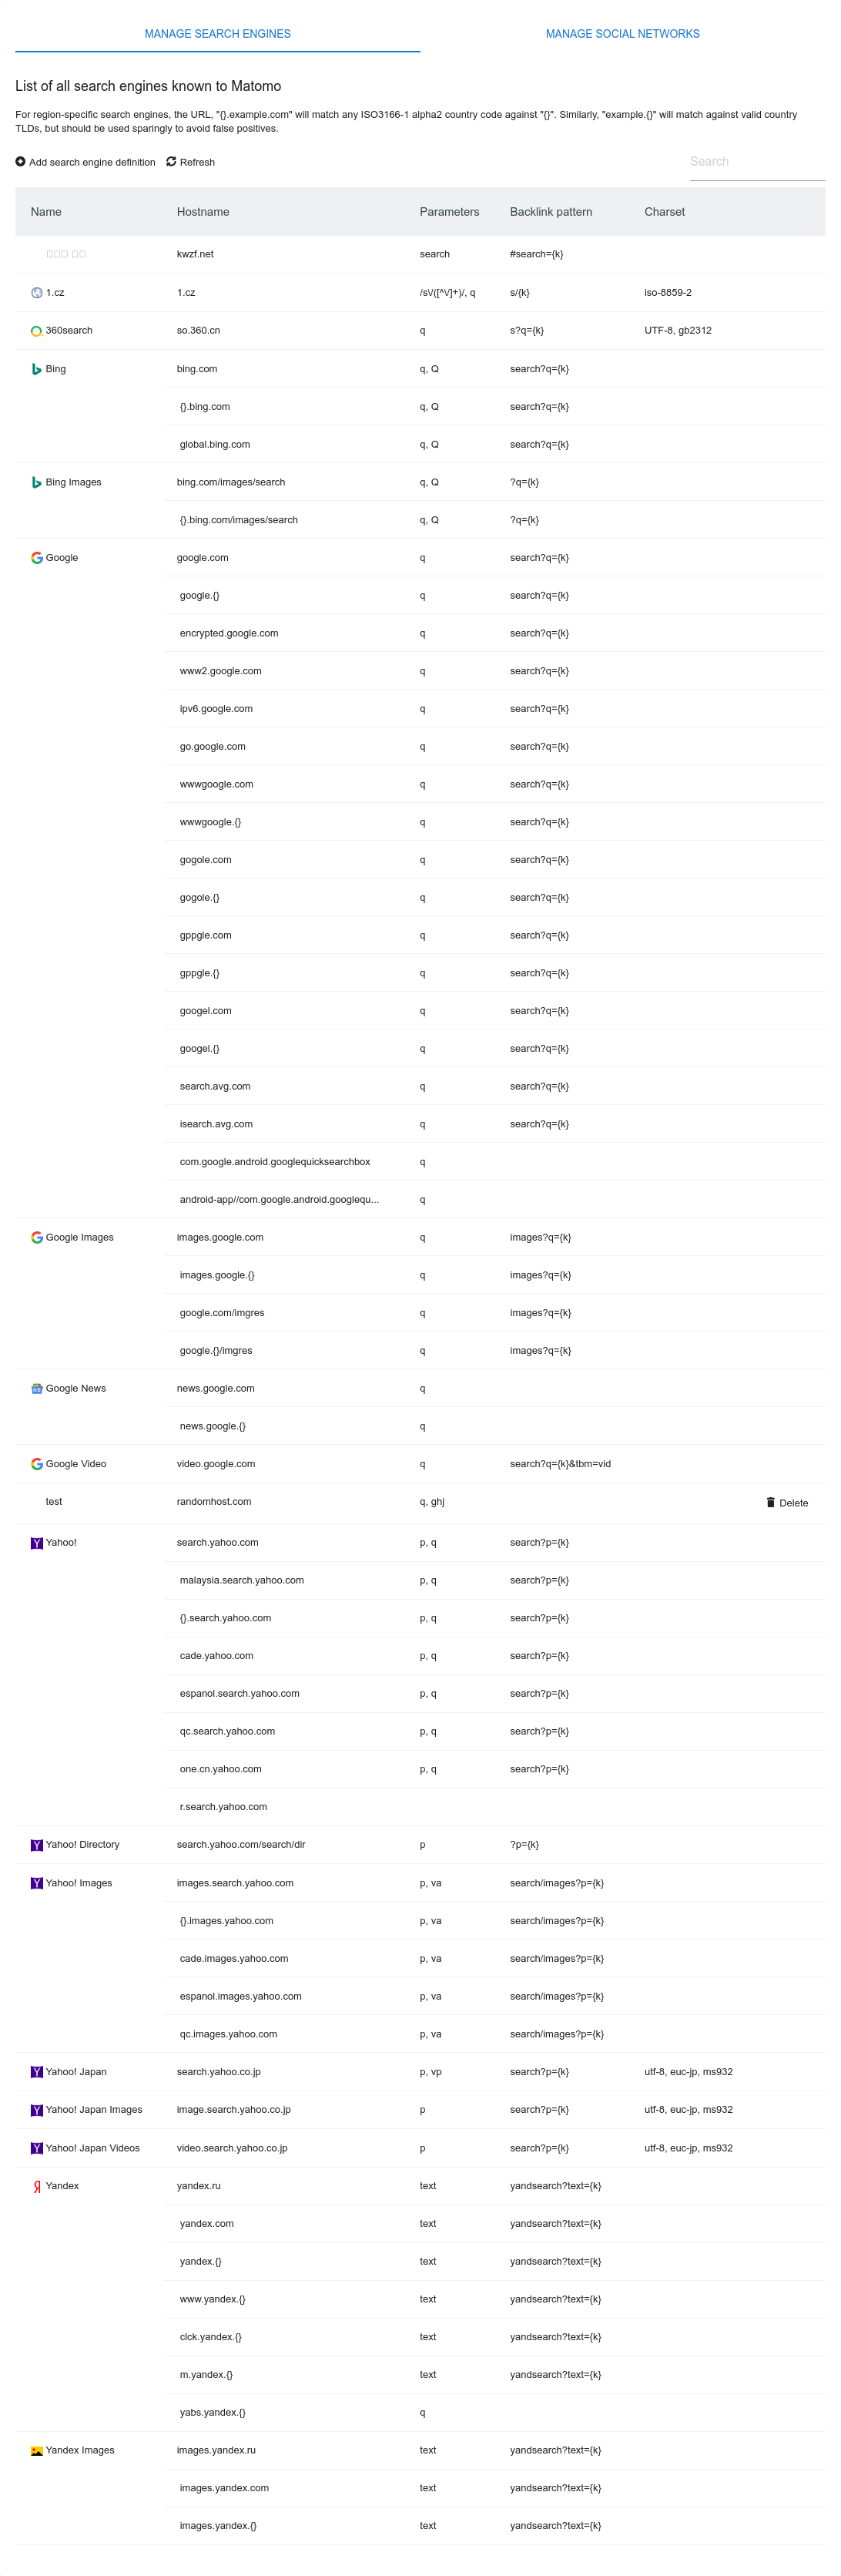 MANAGE SEARCH ENGINES MANAGE SOCIAL NETWORKS
List of all search engines known to Matomo
For region-specific search engines, the URL, "{}.example.com" will match any ISO3166-1 alpha2 country code against "{}". Similarly, "example.{}" will match against valid country
TLDs, but should be used sparingly to avoid false positives.
Add search engine definition Refresh Search
Name Hostname Parameters Backlink pattern Charset
kwzf.net search #search={k}
1.cz 1.cz /s\/([^\/]+)/, q s/{k} iso-8859-2
360search so.360.cn q s?q={k} UTF-8, gb2312
Bing bing.com q, Q search?q={k}
{}.bing.com q, Q search?q={k}
global.bing.com q, Q search?q={k}
Bing Images bing.com/images/search q, Q ?q={k}
{}.bing.com/images/search q, Q ?q={k}
Google google.com q search?q={k}
google.{} q search?q={k}
encrypted.google.com q search?q={k}
www2.google.com q search?q={k}
ipv6.google.com q search?q={k}
go.google.com q search?q={k}
wwwgoogle.com q search?q={k}
wwwgoogle.{} q search?q={k}
gogole.com q search?q={k}
gogole.{} q search?q={k}
gppgle.com q search?q={k}
gppgle.{} q search?q={k}
googel.com q search?q={k}
googel.{} q search?q={k}
search.avg.com q search?q={k}
isearch.avg.com q search?q={k}
com.google.android.googlequicksearchbox q
android-app//com.google.android.googlequ... q
Google Images images.google.com q images?q={k}
images.google.{} q images?q={k}
google.com/imgres q images?q={k}
google.{}/imgres q images?q={k}
Google News news.google.com q
news.google.{} q
Google Video video.google.com q search?q={k}&tbm=vid
test randomhost.com q, ghj Delete
Yahoo! search.yahoo.com p, q search?p={k}
malaysia.search.yahoo.com p, q search?p={k}
{}.search.yahoo.com p, q search?p={k}
cade.yahoo.com p, q search?p={k}
espanol.search.yahoo.com p, q search?p={k}
qc.search.yahoo.com p, q search?p={k}
one.cn.yahoo.com p, q search?p={k}
r.search.yahoo.com
Yahoo! Directory search.yahoo.com/search/dir p ?p={k}
Yahoo! Images images.search.yahoo.com p, va search/images?p={k}
{}.images.yahoo.com p, va search/images?p={k}
cade.images.yahoo.com p, va search/images?p={k}
espanol.images.yahoo.com p, va search/images?p={k}
qc.images.yahoo.com p, va search/images?p={k}
Yahoo! Japan search.yahoo.co.jp p, vp search?p={k} utf-8, euc-jp, ms932
Yahoo! Japan Images image.search.yahoo.co.jp p search?p={k} utf-8, euc-jp, ms932
Yahoo! Japan Videos video.search.yahoo.co.jp p search?p={k} utf-8, euc-jp, ms932
Yandex yandex.ru text yandsearch?text={k}
yandex.com text yandsearch?text={k}
yandex.{} text yandsearch?text={k}
www.yandex.{} text yandsearch?text={k}
clck.yandex.{} text yandsearch?text={k}
m.yandex.{} text yandsearch?text={k}
yabs.yandex.{} q
Yandex Images images.yandex.ru text yandsearch?text={k}
images.yandex.com text yandsearch?text={k}
images.yandex.{} text yandsearch?text={k}